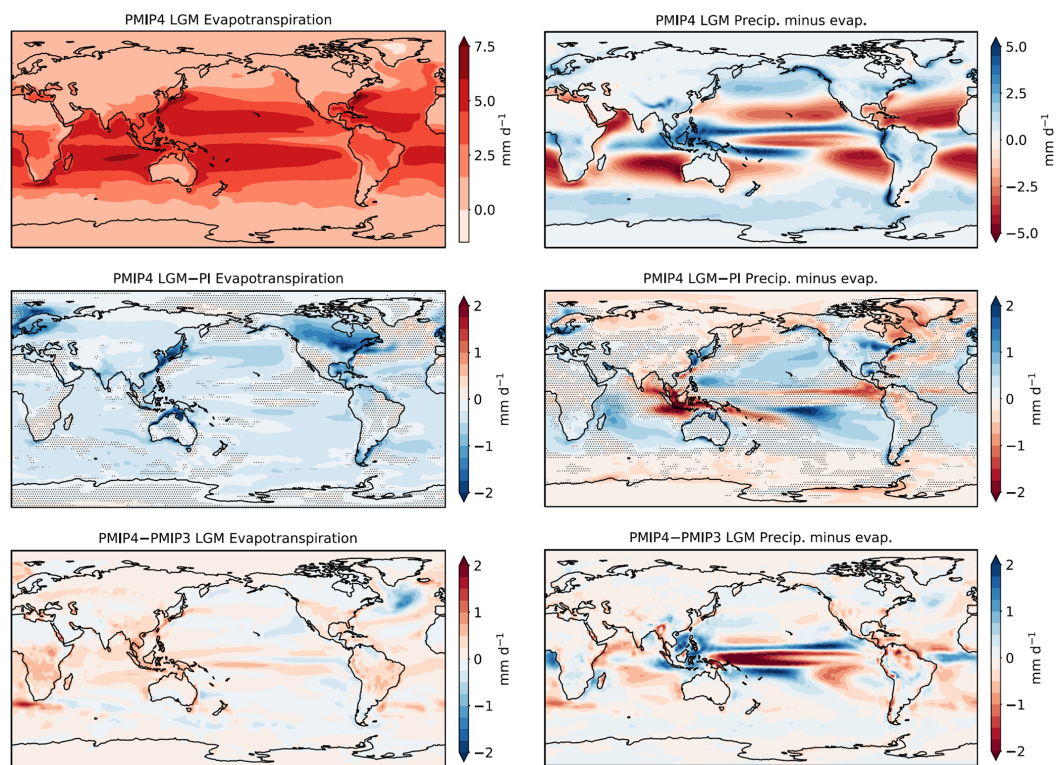 PMIP4 LGM Evapotranspiration
7.5
5.0
2.5
0.0
mm d⁻¹
PMIP4 LGM Precip. minus evap.
5.0
2.5
0.0
−2.5
−5.0
mm d⁻¹
PMIP4 LGM−PI Evapotranspiration
2
1
0
−1
−2
mm d⁻¹
PMIP4 LGM−PI Precip. minus evap.
2
1
0
−1
−2
mm d⁻¹
PMIP4−PMIP3 LGM Evapotranspiration
2
1
0
−1
−2
mm d⁻¹
PMIP4−PMIP3 LGM Precip. minus evap.
2
1
0
−1
−2
mm d⁻¹